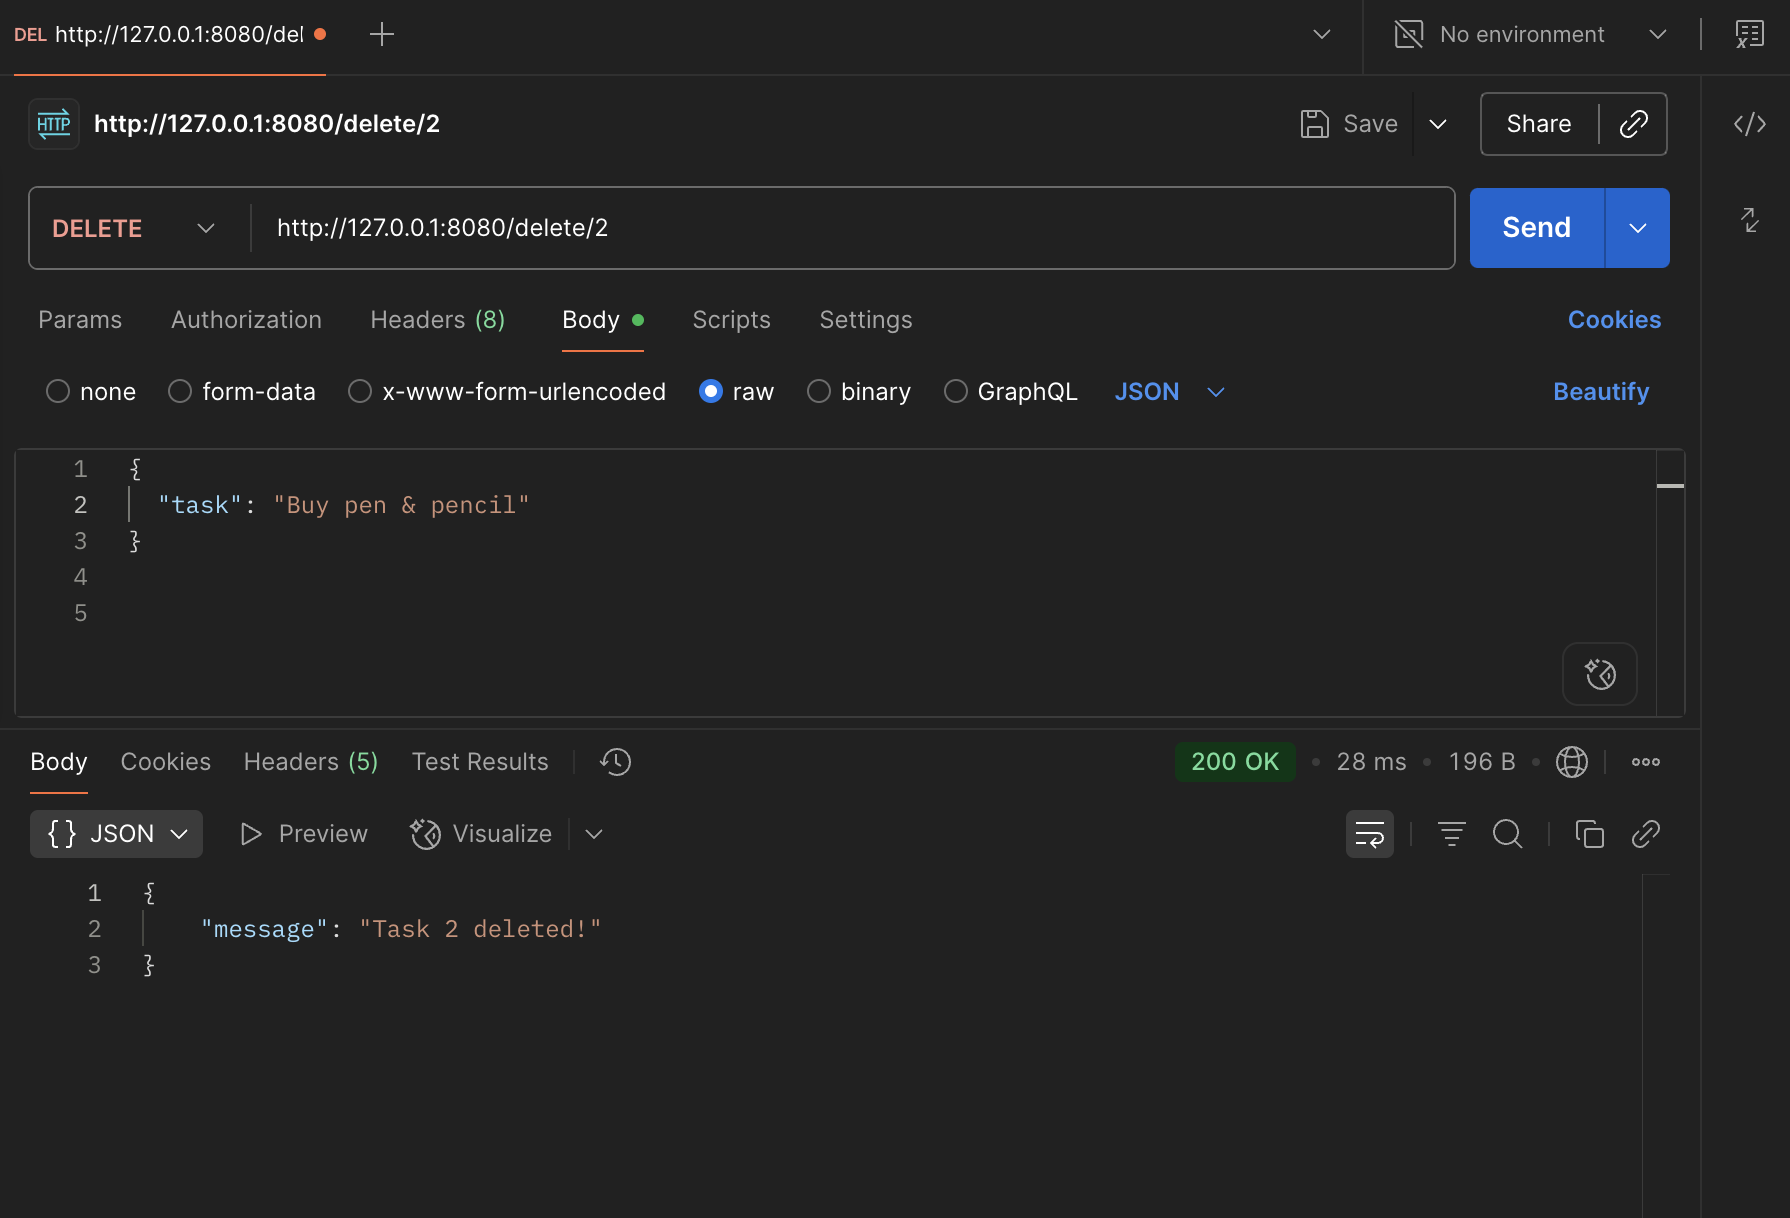 DEL http://127.0.0.1:8080/del
No environment
HTTP http://127.0.0.1:8080/delete/2
Save
Share
DELETE http://127.0.0.1:8080/delete/2
Send
Params Authorization Headers (8) Body Scripts Settings Cookies
none form-data x-www-form-urlencoded raw binary GraphQL JSON Beautify
1 {
2 "task": "Buy pen & pencil"
3 }
4
5
Body Cookies Headers (5) Test Results 200 OK • 28 ms • 196 B •
{} JSON Preview Visualize
1 {
2 "message": "Task 2 deleted!"
3 }